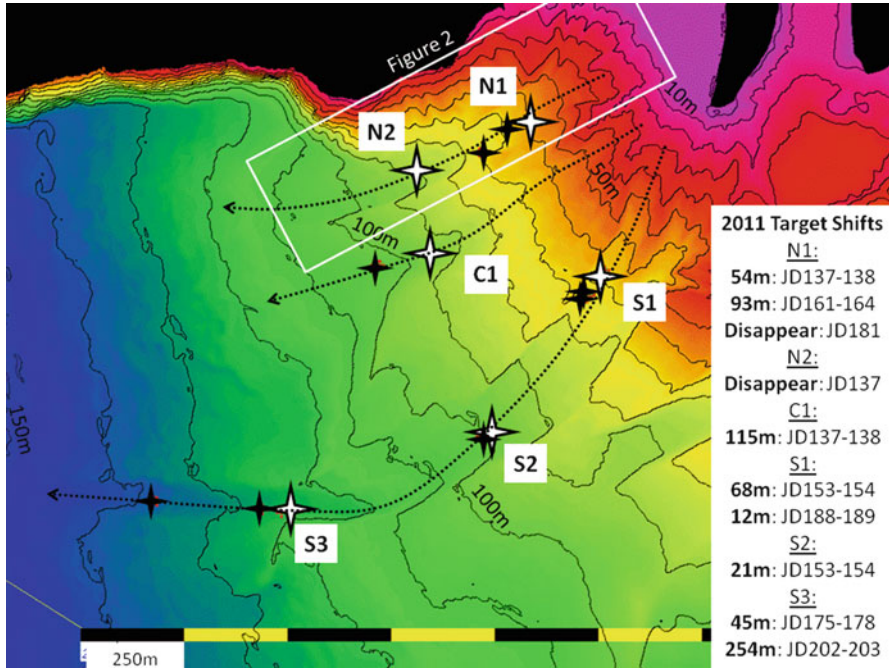 Figure 2
N1
N2
10m
50m
100m
C1
S1
S2
100m
150m
S3
250m
2011 Target Shifts
N1:
54m: JD137-138
93m: JD161-164
Disappear: JD181
N2:
Disappear: JD137
C1:
115m: JD137-138
S1:
68m: JD153-154
12m: JD188-189
S2:
21m: JD153-154
S3:
45m: JD175-178
254m: JD202-203